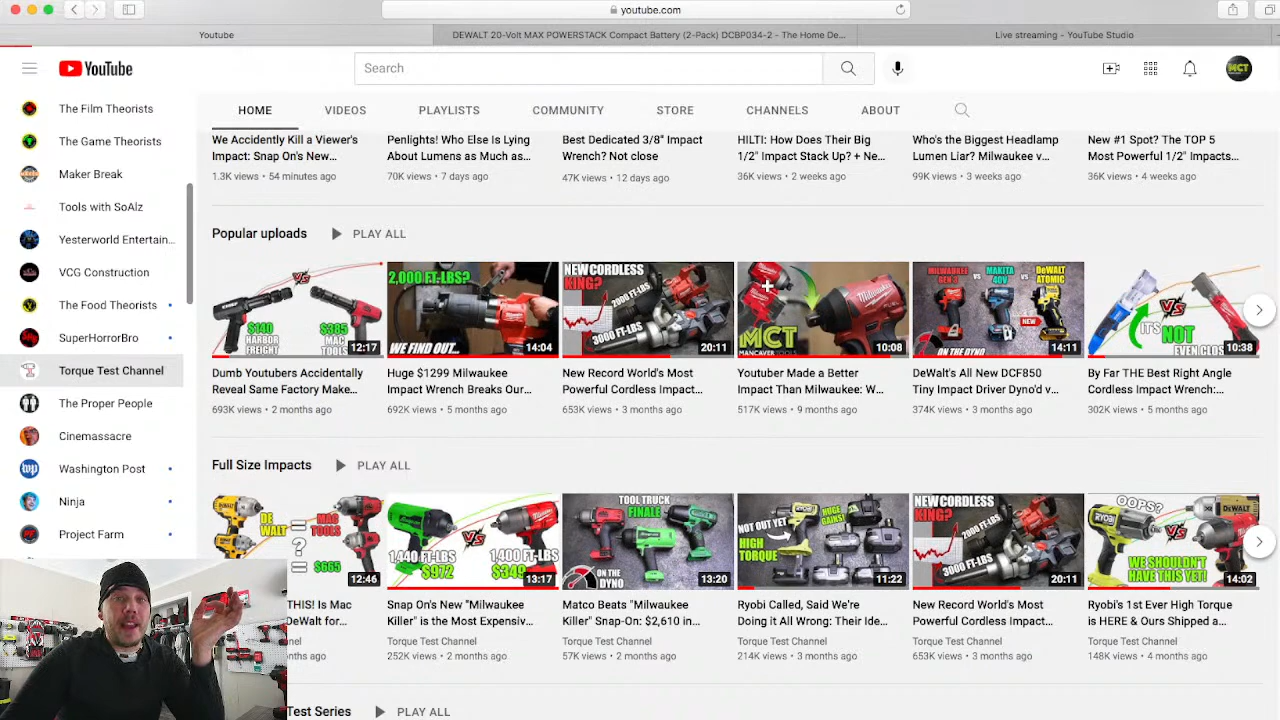 youtube.com
Youtube
DEWALT 20-Volt MAX POWERSTACK Compact Battery (2-Pack) DCBP034-2 - The Home De...
Live streaming - YouTube Studio
YouTube
Search
MCT
The Film Theorists
The Game Theorists
Maker Break
Tools with SoAlz
Yesterworld Entertain...
VCG Construction
The Food Theorists
SuperHorrorBro
Torque Test Channel
The Proper People
Cinemassacre
Washington Post
Ninja
Project Farm
HOME
VIDEOS
PLAYLISTS
COMMUNITY
STORE
CHANNELS
ABOUT
We Accidently Kill a Viewer's
Impact: Snap On's New...
1.3K views • 54 minutes ago
Penlights! Who Else Is Lying
About Lumens as Much as...
70K views • 7 days ago
Best Dedicated 3/8" Impact
Wrench? Not close
47K views • 12 days ago
HILTI: How Does Their Big
1/2" Impact Stack Up? + Ne...
36K views • 2 weeks ago
Who's the Biggest Headlamp
Lumen Liar? Milwaukee v...
99K views • 3 weeks ago
New #1 Spot? The TOP 5
Most Powerful 1/2" Impacts...
36K views • 4 weeks ago
Popular uploads
PLAY ALL
VS
$140
HARBOR
FREIGHT
$385
MAC
TOOLS
12:17
Dumb Youtubers Accidentally
Reveal Same Factory Make...
693K views • 2 months ago
2,000 FT-LBS?
WE FIND OUT...
14:04
Huge $1299 Milwaukee
Impact Wrench Breaks Our...
692K views • 5 months ago
NEW CORDLESS
KING?
2000 FT-LBS
3000 FT-LBS
20:11
New Record World's Most
Powerful Cordless Impact...
653K views • 3 months ago
Milwaukee
MCT
MANCAVER TOOLS
10:08
Youtuber Made a Better
Impact Than Milwaukee: W...
517K views • 9 months ago
MILWAUKEE
GEN 3
VS
MAKITA
40V
VS
DEWALT
ATOMIC
NEW
ON THE DYNO
14:11
DeWalt's All New DCF850
Tiny Impact Driver Dyno'd v...
374K views • 3 months ago
VS
IT'S
NOT
EVEN CLOS
10:38
By Far THE Best Right Angle
Cordless Impact Wrench:...
302K views • 5 months ago
Full Size Impacts
PLAY ALL
DE
WALT
=
?
=
MAC
TOOLS
$665
12:46
THIS! Is Mac
DeWalt for...
nths ago
1,440 FT-LBS
$972
VS
1,400 FT-LBS
$349
13:17
Snap On's New "Milwaukee
Killer" is the Most Expensiv...
Torque Test Channel
252K views • 2 months ago
TOOL TRUCK
FINALE
ON THE
DYNO
13:20
Matco Beats "Milwaukee
Killer" Snap-On: $2,610 in...
Torque Test Channel
57K views • 2 months ago
NOT OUT YET
HIGH
TORQUE
HUGE
GAINS!
11:22
Ryobi Called, Said We're
Doing it All Wrong: Their Ide...
Torque Test Channel
214K views • 3 months ago
NEW CORDLESS
KING?
2000 FT-LBS
3000 FT-LBS
20:11
New Record World's Most
Powerful Cordless Impact...
Torque Test Channel
653K views • 3 months ago
OOPS?
RYOBI
VS
DEWALT
WE SHOULDN'T
HAVE THIS YET!
14:02
Ryobi's 1st Ever High Torque
is HERE & Ours Shipped a...
Torque Test Channel
148K views • 4 months ago
Test Series
PLAY ALL